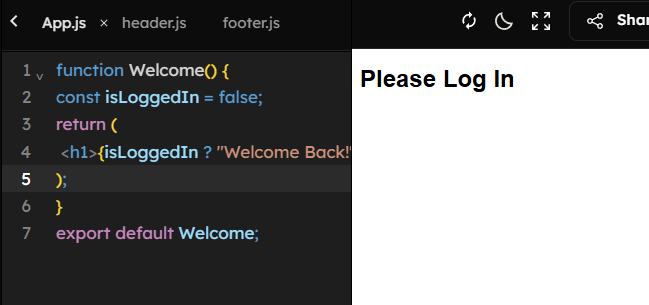 App.js × header.js footer.js
1 function Welcome() {
2 const isLoggedIn = false;
3 return (
4 <h1>{isLoggedIn ? "Welcome Back!"
5 );
6 }
7 export default Welcome;
Please Log In